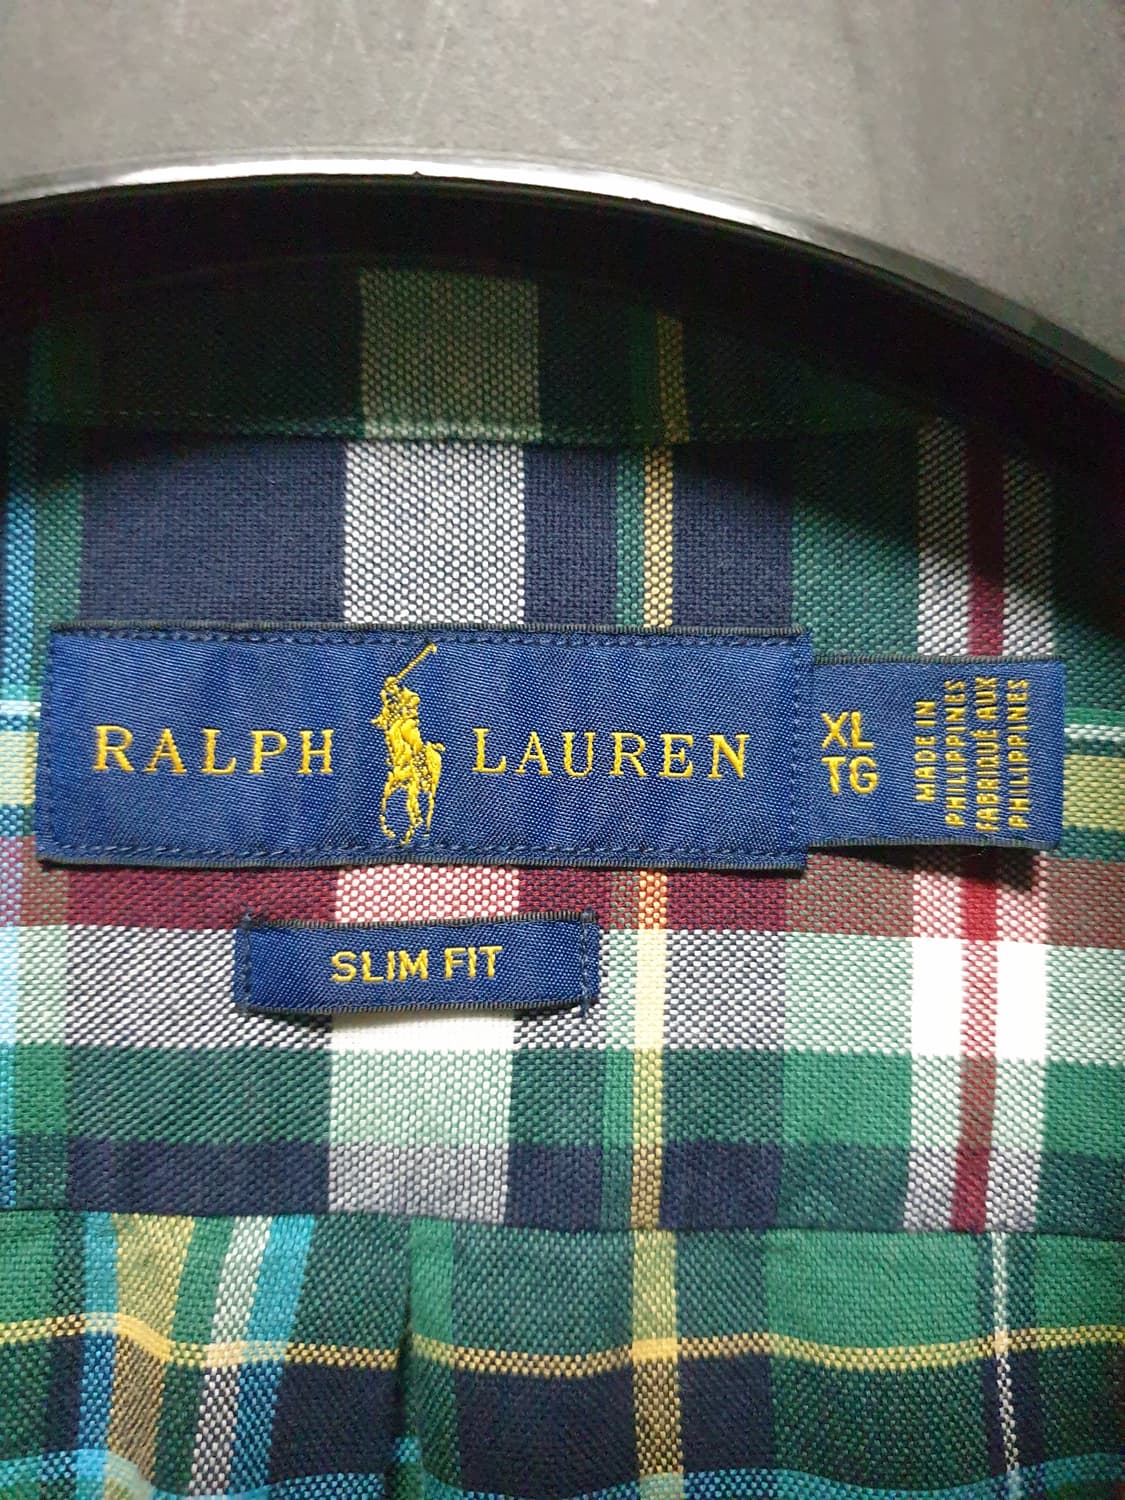 RALPH LAUREN
XL
TG
MADE IN
PHILIPPINES
FABRIQUÉ AUX
PHILIPPINES
SLIM FIT